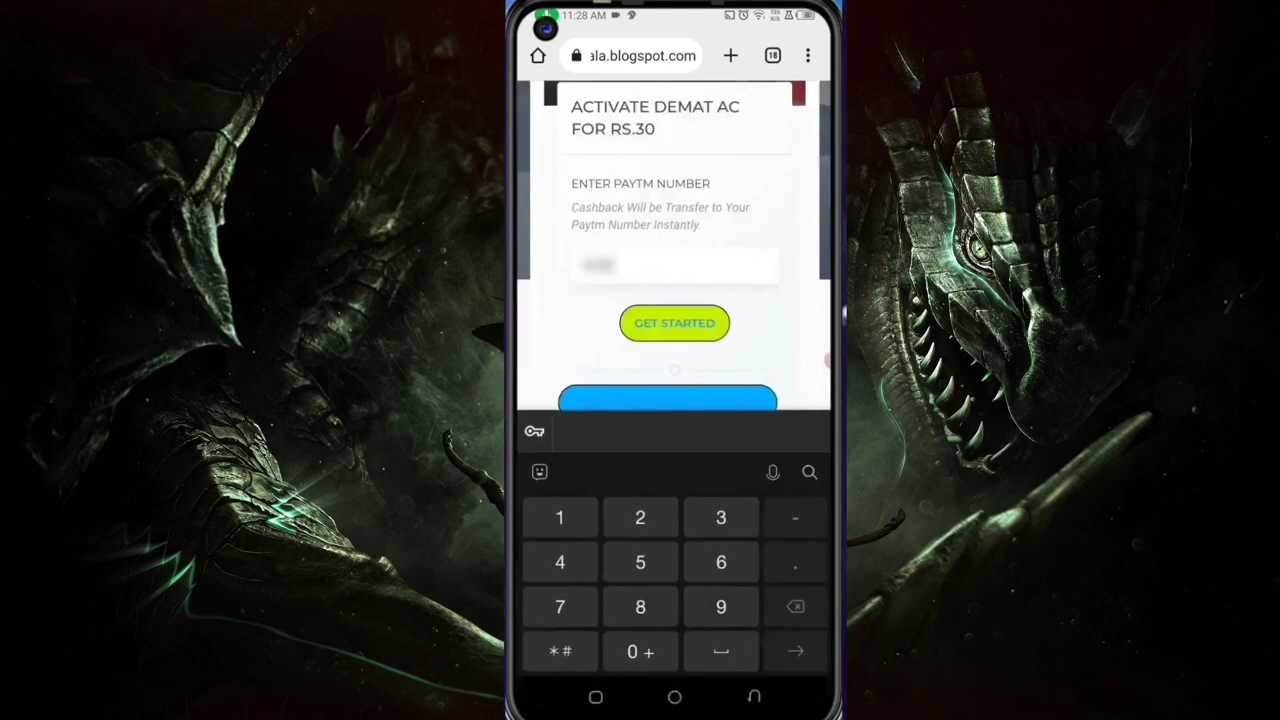 11:28 AM
ala.blogspot.com
18
ACTIVATE DEMAT AC
FOR RS.30
ENTER PAYTM NUMBER
Cashback Will be Transfer to Your
Paytm Number Instantly.
GET STARTED
1 2 3 -
4 5 6 .
7 8 9
*# 0 +